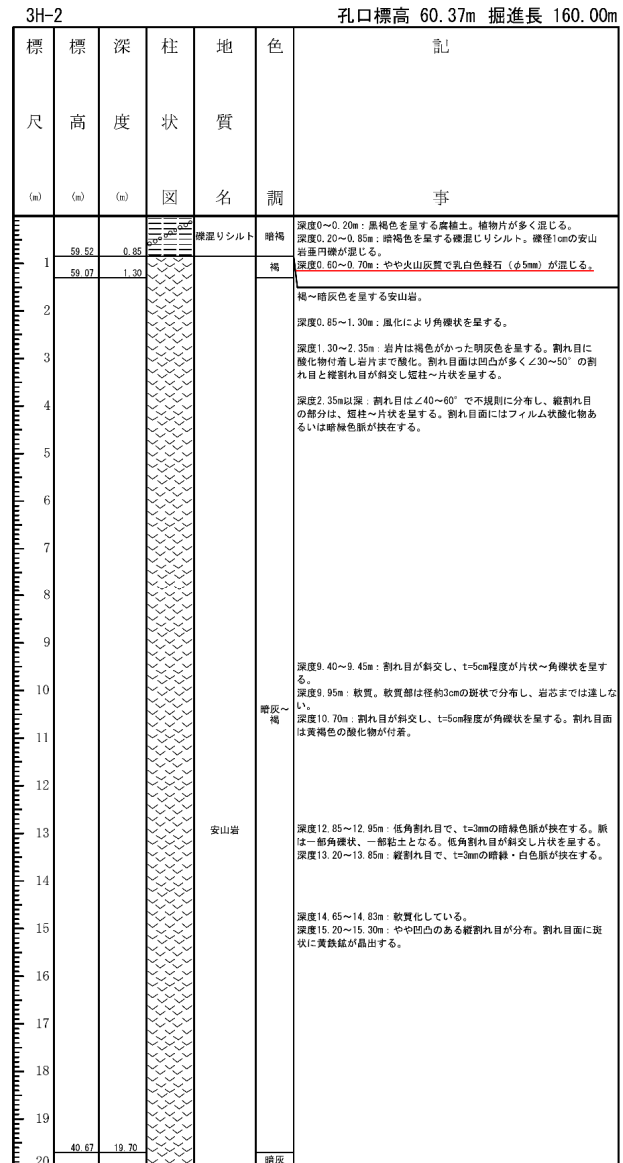 3H-2 孔口標高 60.37m 掘進長 160.00m
標尺(m) 標高(m) 深度(m) 柱状図 地質名 色調 記事
深度0～0.20m：黒褐色を呈する腐植土。植物片が多く混じる。
礫混りシルト 暗褐 深度0.20～0.85m：暗褐色を呈する礫混じりシルト。礫径1cmの安山
59.52 0.85 岩亜円礫が混じる。
1 深度0.60～0.70m：やや火山灰質で乳白色軽石（φ5mm）が混じる。
59.07 1.30 褐
褐～暗灰色を呈する安山岩。
2
深度0.85～1.30m：風化により角礫状を呈する。
深度1.30～2.35m：岩片は褐色がかった明灰色を呈する。割れ目に
3 酸化物付着し岩片まで酸化。割れ目面は凹凸が多く∠30～50°の割
れ目と縦割れ目が斜交し短柱～片状を呈する。
深度2.35m以深：割れ目は∠40～60°で不規則に分布し、縦割れ目
4 の部分は、短柱～片状を呈する。割れ目面にはフィルム状酸化物あ
るいは暗緑色脈が挟在する。
5
6
7
8
9
深度9.40～9.45m：割れ目が斜交し、t=5cm程度が片状～角礫状を呈す
る。
10 深度9.95m：軟質。軟質部は径約3cmの斑状で分布し、岩芯までは達しな
い。
暗灰～褐 深度10.70m：割れ目が斜交し、t=5cm程度が角礫状を呈する。割れ目面
11 は黄褐色の酸化物が付着。
12
深度12.85～12.95m：低角割れ目で、t=3mmの暗緑色脈が挟在する。脈
13 安山岩 は一部角礫状、一部粘土となる。低角割れ目が斜交し片状を呈する。
深度13.20～13.85m：縦割れ目で、t=3mmの暗緑・白色脈が挟在する。
14
深度14.65～14.83m：軟質化している。
15 深度15.20～15.30m：やや凹凸のある縦割れ目が分布。割れ目面に斑
状に黄鉄鉱が晶出する。
16
17
18
19
40.67 19.70
20 暗灰